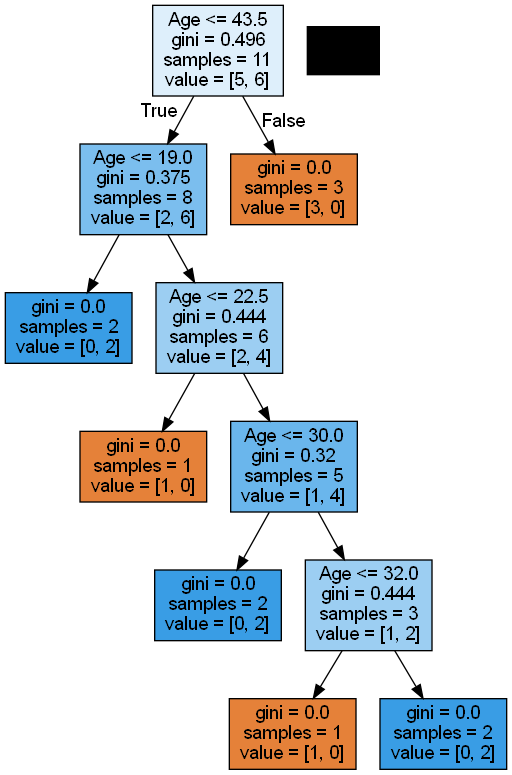 Age <= 43.5
gini = 0.496
samples = 11
value = [5, 6]
True
False
Age <= 19.0
gini = 0.375
samples = 8
value = [2, 6]
gini = 0.0
samples = 3
value = [3, 0]
gini = 0.0
samples = 2
value = [0, 2]
Age <= 22.5
gini = 0.444
samples = 6
value = [2, 4]
gini = 0.0
samples = 1
value = [1, 0]
Age <= 30.0
gini = 0.32
samples = 5
value = [1, 4]
gini = 0.0
samples = 2
value = [0, 2]
Age <= 32.0
gini = 0.444
samples = 3
value = [1, 2]
gini = 0.0
samples = 1
value = [1, 0]
gini = 0.0
samples = 2
value = [0, 2]